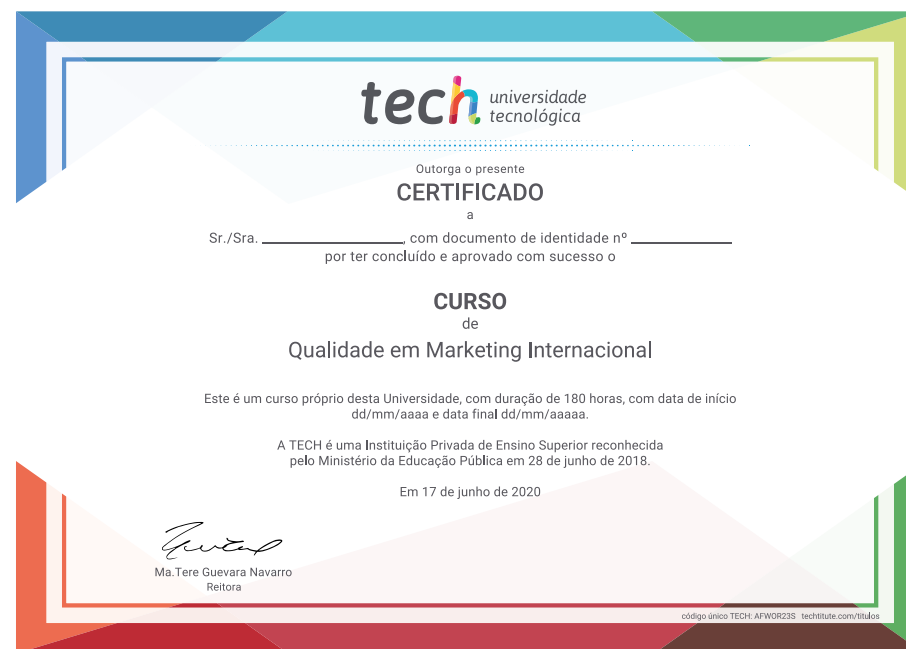 tech universidade
tecnológica
Outorga o presente
CERTIFICADO
a
Sr./Sra. ________________, com documento de identidade nº ____________
por ter concluído e aprovado com sucesso o
CURSO
de
Qualidade em Marketing Internacional
Este é um curso próprio desta Universidade, com duração de 180 horas, com data de início
dd/mm/aaaa e data final dd/mm/aaaaa.
A TECH é uma Instituição Privada de Ensino Superior reconhecida
pelo Ministério da Educação Pública em 28 de junho de 2018.
Em 17 de junho de 2020
Ma.Tere Guevara Navarro
Reitora
código único TECH: AFWOR23S techtitute.com/titulos